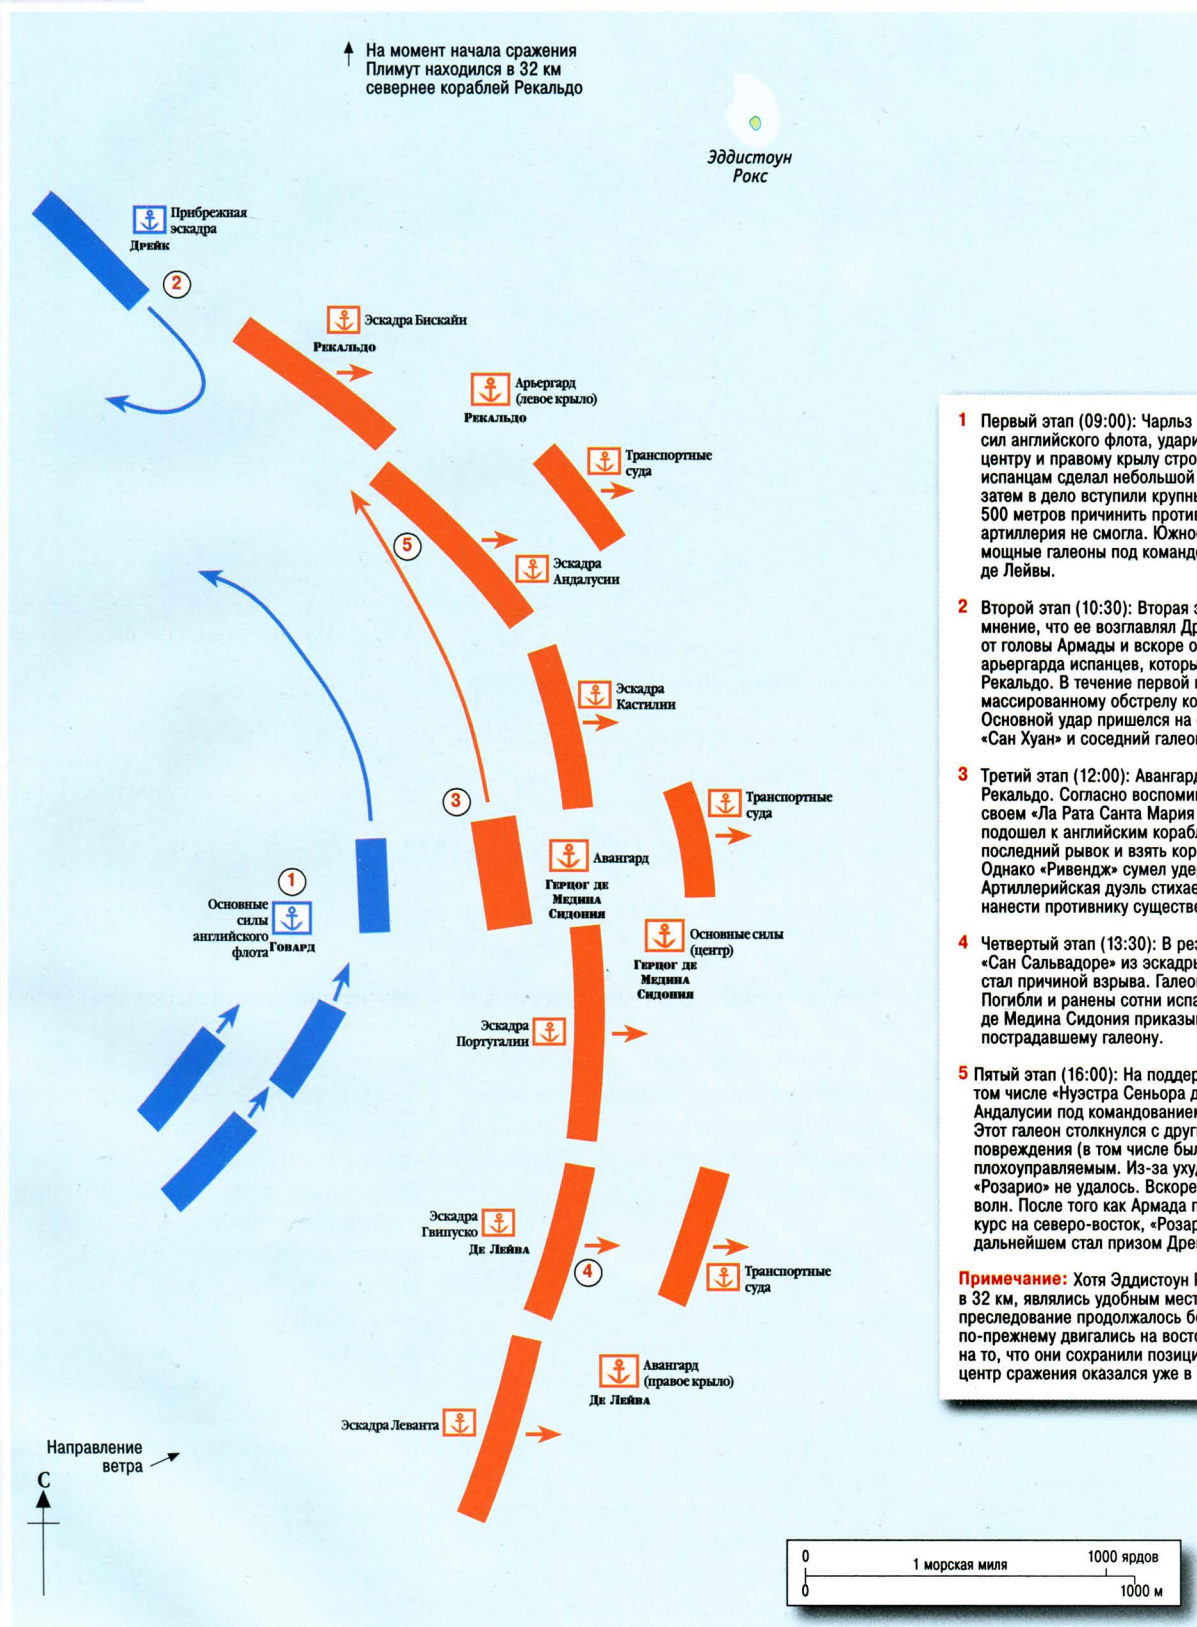 На момент начала сражения
Плимут находился в 32 км
севернее кораблей Рекальдо
Эддистоун
Рокс
Прибрежная
эскадра
Дрейк
2
Эскадра Бискайи
Рекальдо
Арьергард
(левое крыло)
Рекальдо
Транспортные
суда
5
Эскадра
Андалусии
Эскадра
Кастилии
3
Транспортные
суда
Авангард
Герцог де
Медина
Сидония
1
Основные
силы
английского
флота
Говард
Основные силы
(центр)
Герцог де
Медина
Сидония
Эскадра
Португалии
Эскадра
Гвипуско
Де Лейва
4
Транспортные
суда
Авангард
(правое крыло)
Де Лейва
Эскадра Леванта
Направление
ветра
С
1 Первый этап (09:00): Чарльз
сил английского флота, удари
центру и правому крылу стро
испанцам сделал небольшой
затем в дело вступили крупны
500 метров причинить против
артиллерия не смогла. Южно
мощные галеоны под командо
де Лейвы.
2 Второй этап (10:30): Вторая э
мнение, что ее возглавлял Др
от головы Армады и вскоре о
арьергарда испанцев, которы
Рекальдо. В течение первой п
массированному обстрелу ко
Основной удар пришелся на
«Сан Хуан» и соседний галеон
3 Третий этап (12:00): Авангард
Рекальдо. Согласно воспоми
своем «Ла Рата Санта Мария
подошел к английским корабл
последний рывок и взять кор
Однако «Ривендж» сумел удер
Артиллерийская дуэль стихае
нанести противнику существе
4 Четвертый этап (13:30): В рез
«Сан Сальвадоре» из эскадры
стал причиной взрыва. Галеон
Погибли и ранены сотни испа
де Медина Сидония приказы
пострадавшему галеону.
5 Пятый этап (16:00): На поддер
том числе «Нуэстра Сеньора д
Андалусии под командованием
Этот галеон столкнулся с други
повреждения (в том числе был
плохоуправляемым. Из-за уху
«Розарио» не удалось. Вскоре
волн. После того как Армада п
курс на северо-восток, «Розар
дальнейшем стал призом Дре
Примечание: Хотя Эддистоун
в 32 км, являлись удобным мест
преследование продолжалось бо
по-прежнему двигались на восто
на то, что они сохранили позици
центр сражения оказался уже в
0 1 морская миля 1000 ярдов
0 1000 м